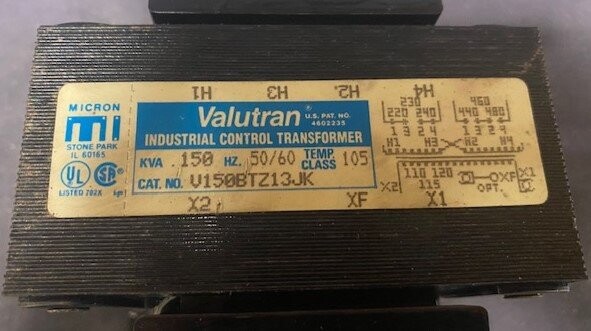 H1 H3 H2. H4
MICRON
mi
STONE PARK
IL 60165
UL
LISTED 702X
Valutran® U.S. PAT. NO.
4602235
INDUSTRIAL CONTROL TRANSFORMER
KVA .150 HZ. 50/60 TEMP. CLASS 105
CAT. NO. V150BTZ13JK
230 460
220 240 440 480
1 3 2 4 1 3 2 4
H1 H3 H2 H4
110 120
115
X2 XF X1
OPT.
X2 XF X1